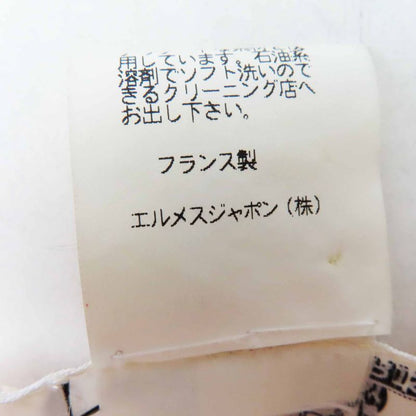 用しています。石油系
溶剤でソフト洗いので
きるクリーニング店へ
お出し下さい。
フランス製
エルメスジャポン(株)